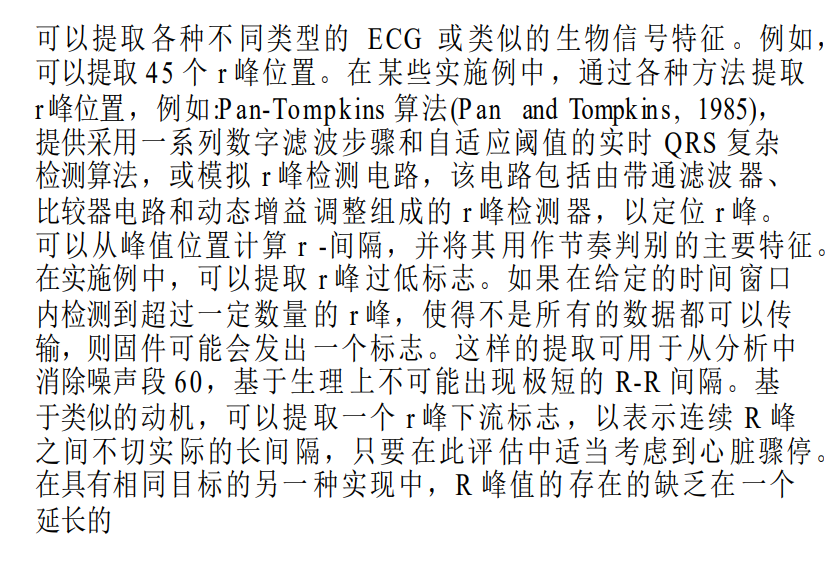 可以提取各种不同类型的 ECG 或类似的生物信号特征。例如,
可以提取 45 个 r 峰位置。在某些实施例中，通过各种方法提取
r 峰位置，例如:Pan-Tompkins 算法(Pan and Tompkins, 1985),
提供采用一系列数字滤波步骤和自适应阈值的实时 QRS 复杂
检测算法，或模拟 r 峰检测电路，该电路包括由带通滤波器、
比较器电路和动态增益调整组成的 r 峰检测器，以定位 r 峰。
可以从峰值位置计算 r -间隔，并将其用作节奏判别的主要特征。
在实施例中，可以提取 r 峰过低标志。如果在给定的时间窗口
内检测到超过一定数量的 r 峰，使得不是所有的数据都可以传
输，则固件可能会发出一个标志。这样的提取可用于从分析中
消除噪声段 60，基于生理上不可能出现极短的 R-R 间隔。基
于类似的动机，可以提取一个 r 峰下流标志，以表示连续 R 峰
之间不切实际的长间隔，只要在此评估中适当考虑到心脏骤停。
在具有相同目标的另一种实现中，R 峰值的存在的缺乏在一个
延长的